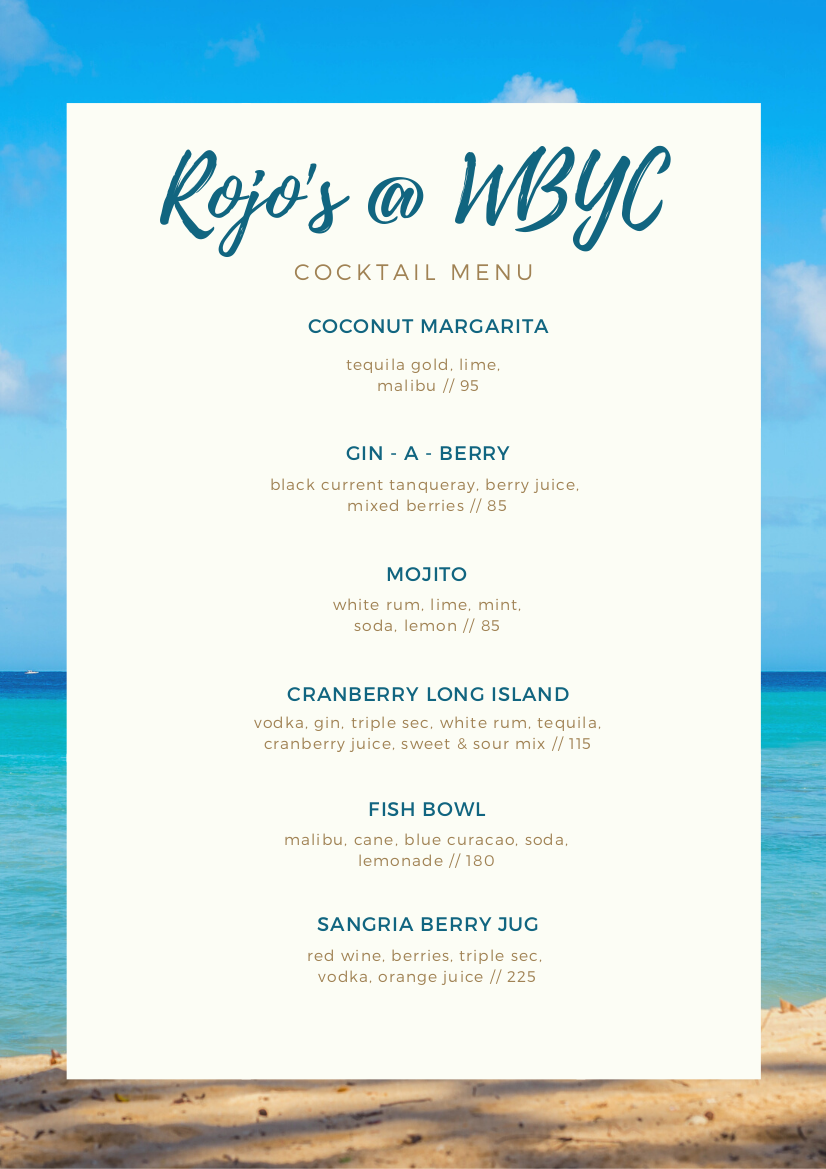 Rojo's @ WBYC
COCKTAIL MENU
COCONUT MARGARITA
tequila gold, lime,
malibu // 95
GIN - A - BERRY
black current tanqueray, berry juice,
mixed berries // 85
MOJITO
white rum, lime, mint,
soda, lemon // 85
CRANBERRY LONG ISLAND
vodka, gin, triple sec, white rum, tequila,
cranberry juice, sweet & sour mix // 115
FISH BOWL
malibu, cane, blue curacao, soda,
lemonade // 180
SANGRIA BERRY JUG
red wine, berries, triple sec,
vodka, orange juice // 225